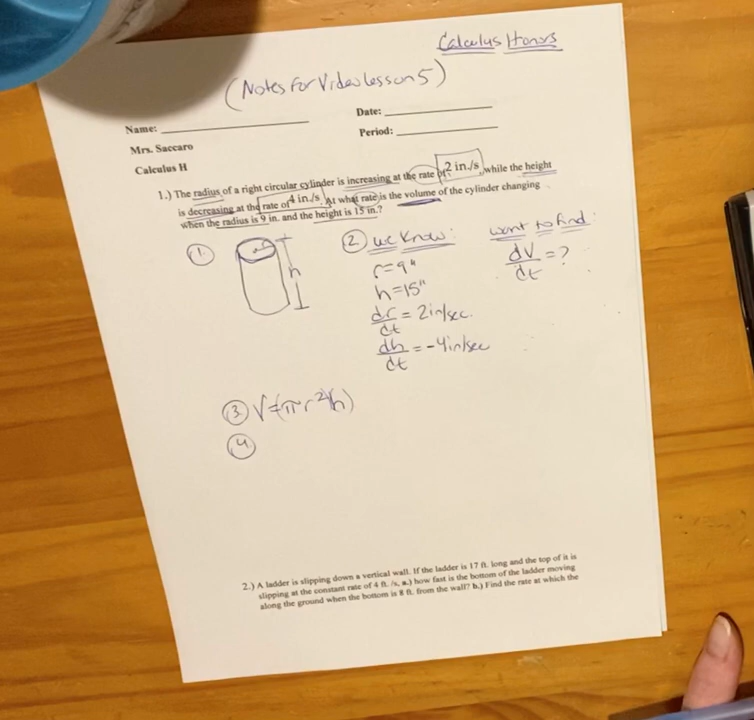 Calculus Honors
(Notes for Video lesson 5)
Name:
Date:
Mrs. Saccaro
Period:
Calculus H
1.) The radius of a right circular cylinder is increasing at the rate of 2 in./s while the height
is decreasing at the rate of 4 in./s. At what rate is the volume of the cylinder changing
when the radius is 9 in. and the height is 15 in.?
①
r
h
② we know:
want to find:
r=9"
dV/dt = ?
h=15"
dr/dt = 2in/sec.
dh/dt = -4in/sec
③ V=(πr²)(h)
④
2.) A ladder is slipping down a vertical wall. If the ladder is 17 ft. long and the top of it is
slipping at the constant rate of 4 ft. /s, a.) how fast is the bottom of the ladder moving
along the ground when the bottom is 8 ft. from the wall? b.) Find the rate at which the